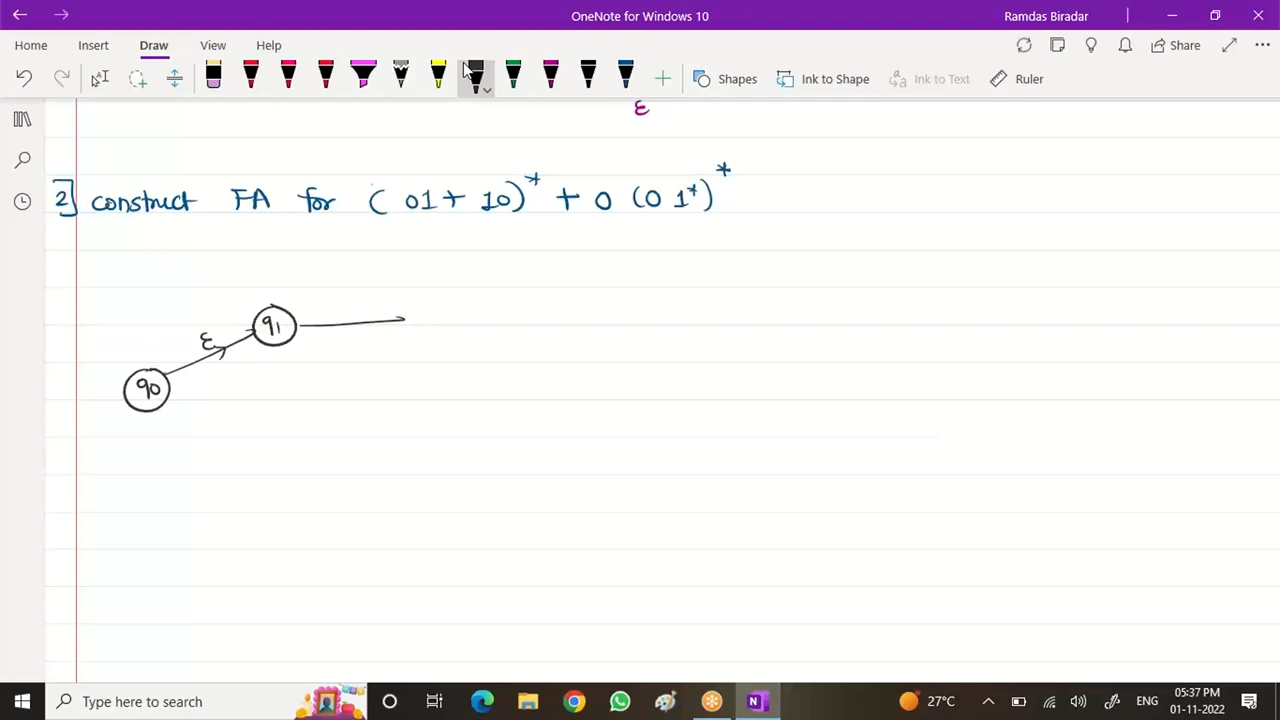 OneNote for Windows 10
Ramdas Biradar
Home Insert Draw View Help
Share
Shapes Ink to Shape Ink to Text Ruler
ε
2] construct FA for ( 01 + 10 )* + 0 (0 1*)*
q1
ε
q0
Type here to search
27°C
ENG
05:37 PM
01-11-2022